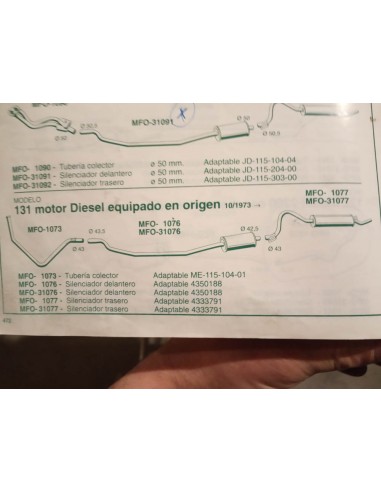 ø 50,5
MFO-31091
x
ø 50
ø 50,5
MFO- 1090 - Tubería colector ø 50 mm. Adaptable JD-115-104-04
MFO-31091 - Silenciador delantero ø 50 mm. Adaptable JD-115-204-00
MFO-31092 - Silenciador trasero ø 50 mm. Adaptable JD-115-303-00
MODELO
131 motor Diesel equipado en origen 10/1973 →
MFO- 1077
MFO-31077
MFO- 1076
MFO-31076
MFO-1073
ø 42,5
ø 43,5
ø 43
ø 43
MFO- 1073 - Tubería colector Adaptable ME-115-104-01
MFO- 1076 - Silenciador delantero Adaptable 4350188
MFO-31076 - Silenciador delantero Adaptable 4350188
MFO- 1077 - Silenciador trasero Adaptable 4333791
MFO-31077 - Silenciador trasero Adaptable 4333791